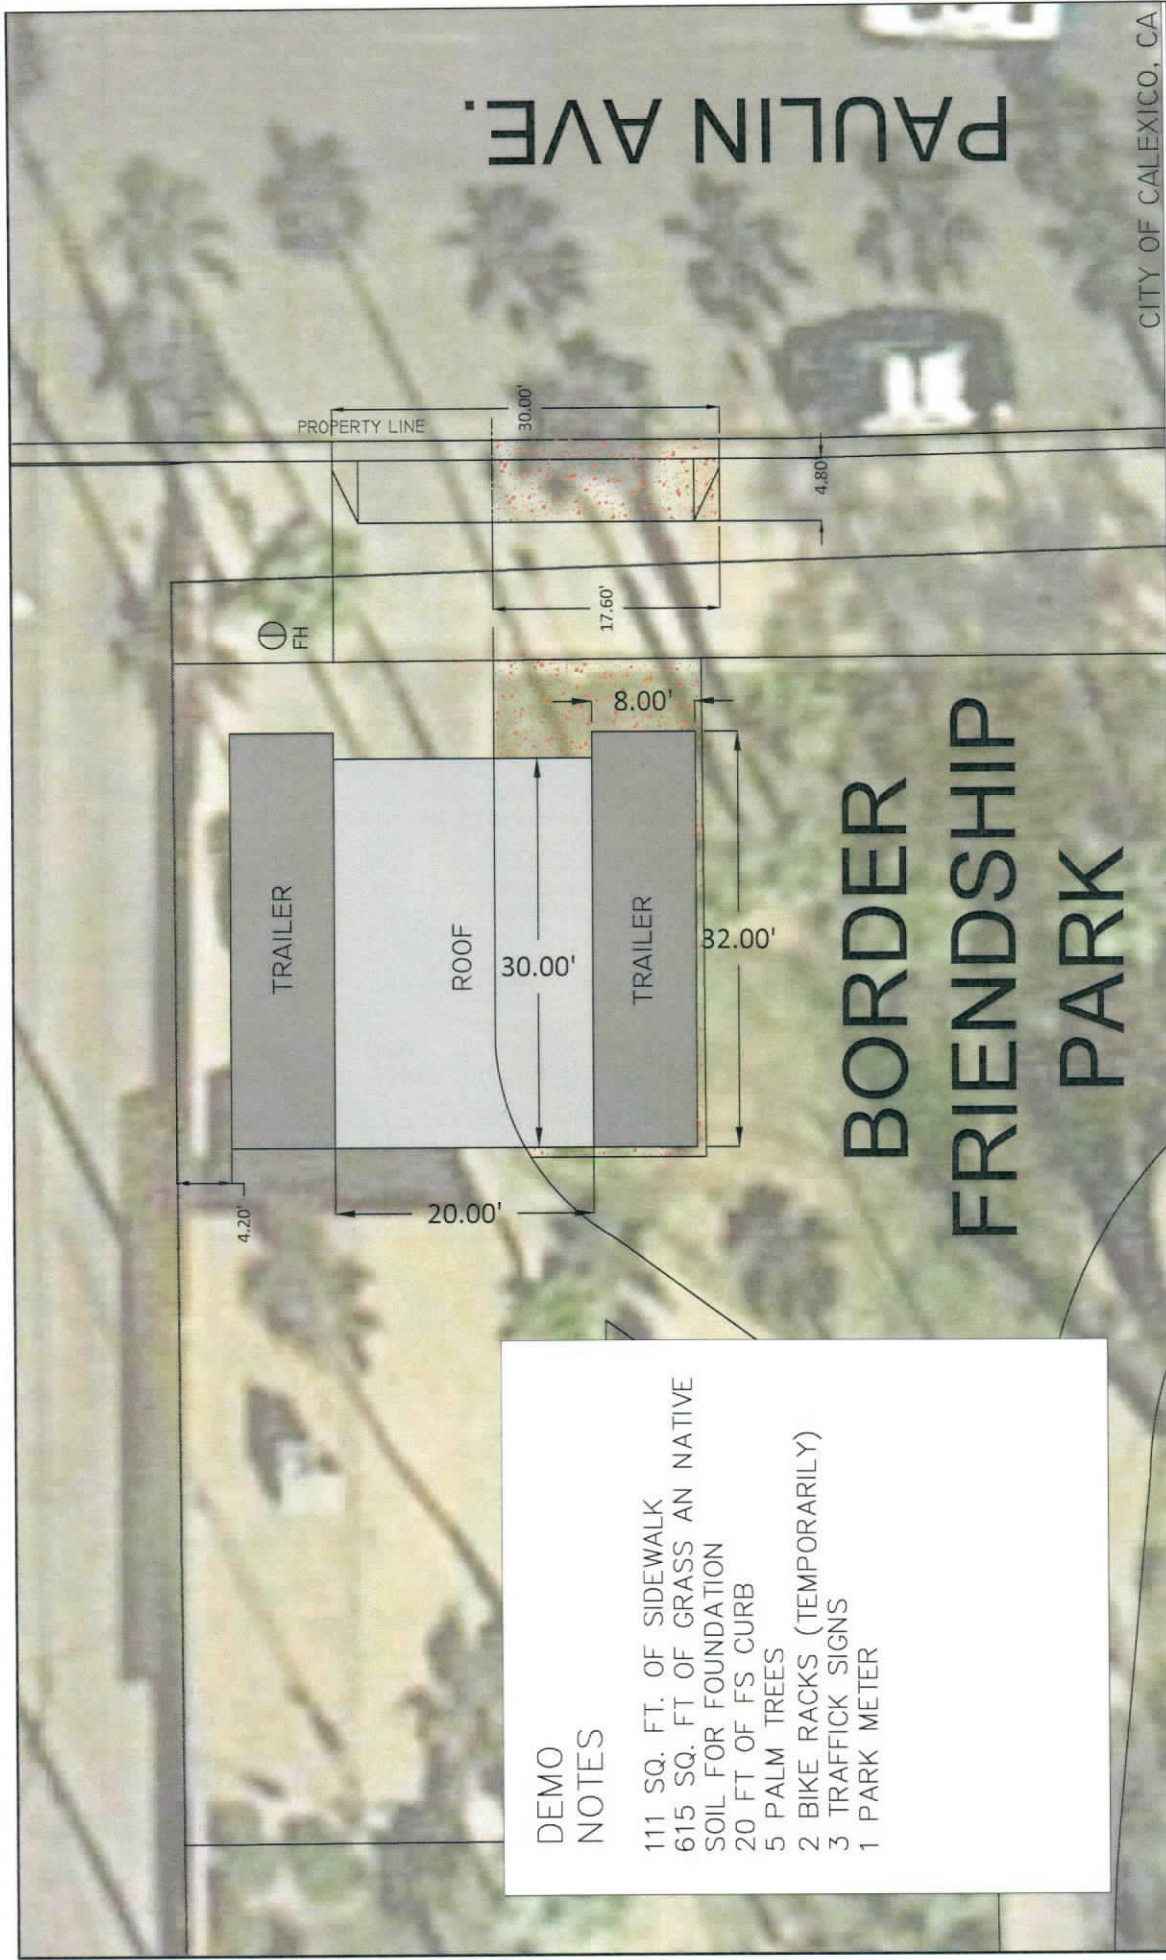 PAULIN AVE.
CITY OF CALEXICO, CA
PROPERTY LINE
30.00'
4.80
17.60'
FH
8.00'
TRAILER
ROOF
30.00'
TRAILER
32.00'
4.20'
20.00'
BORDER
FRIENDSHIP
PARK
DEMO
NOTES
111 SQ. FT. OF SIDEWALK
615 SQ. FT OF GRASS AN NATIVE
SOIL FOR FOUNDATION
20 FT OF FS CURB
5 PALM TREES
2 BIKE RACKS (TEMPORARILY)
3 TRAFFICK SIGNS
1 PARK METER